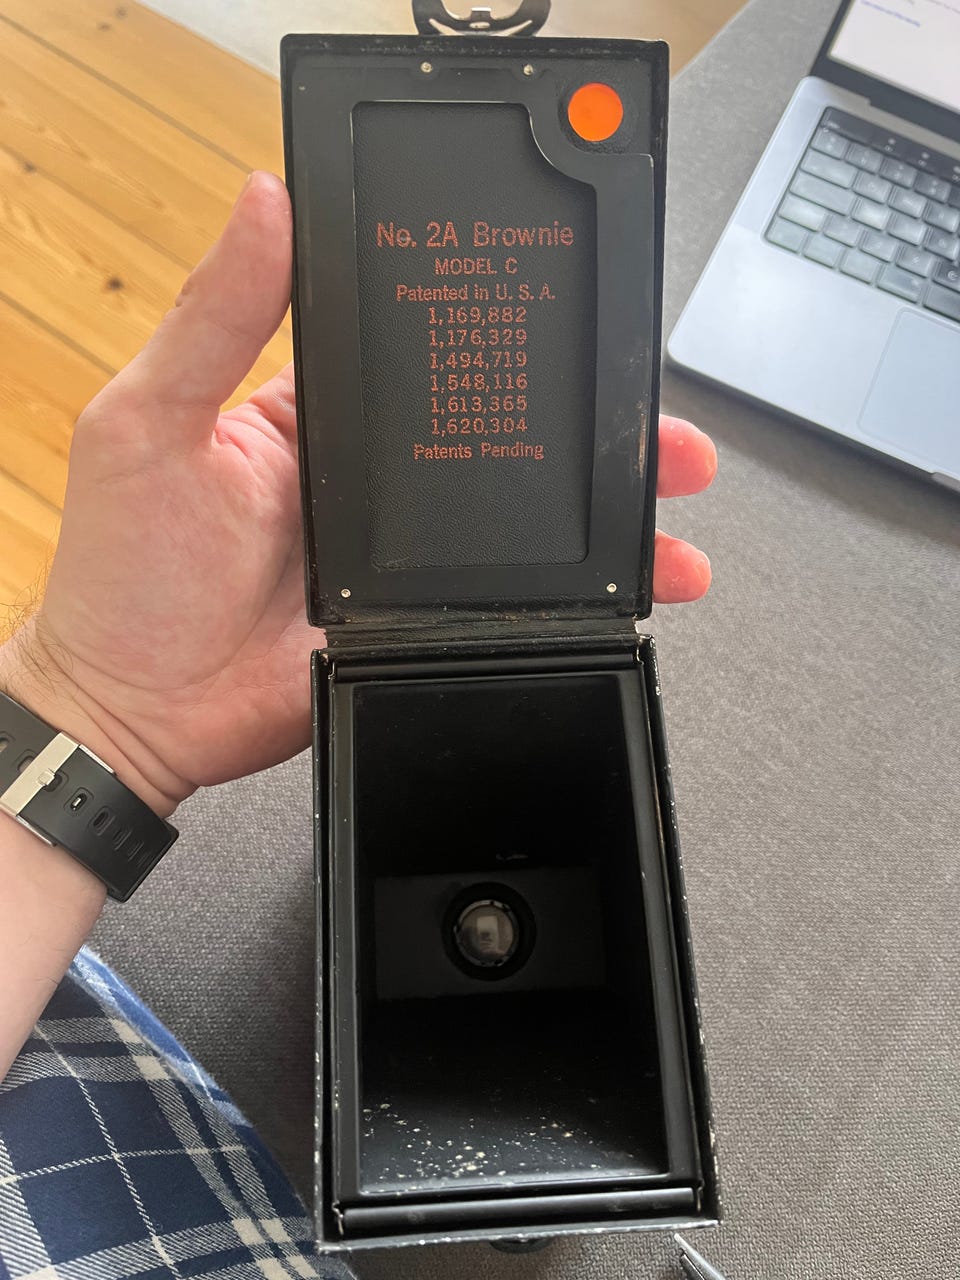 No. 2A Brownie
MODEL C
Patented in U. S. A.
1,169,882
1,176,329
1,494,719
1,548,116
1,613,365
1,620,304
Patents Pending